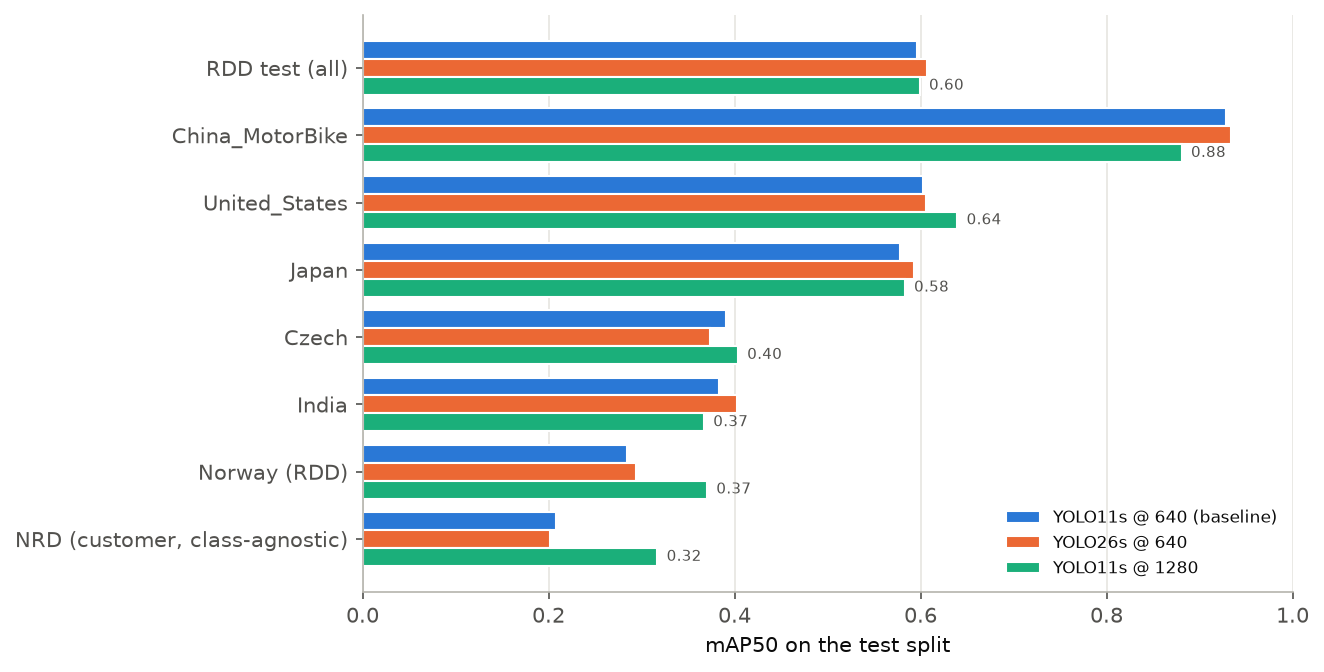 RDD test (all)
0.60
China_MotorBike
0.88
United_States
0.64
Japan
0.58
Czech
0.40
India
0.37
Norway (RDD)
0.37
NRD (customer, class-agnostic)
0.32
YOLO11s @ 640 (baseline)
YOLO26s @ 640
YOLO11s @ 1280
0.0 0.2 0.4 0.6 0.8 1.0
mAP50 on the test split